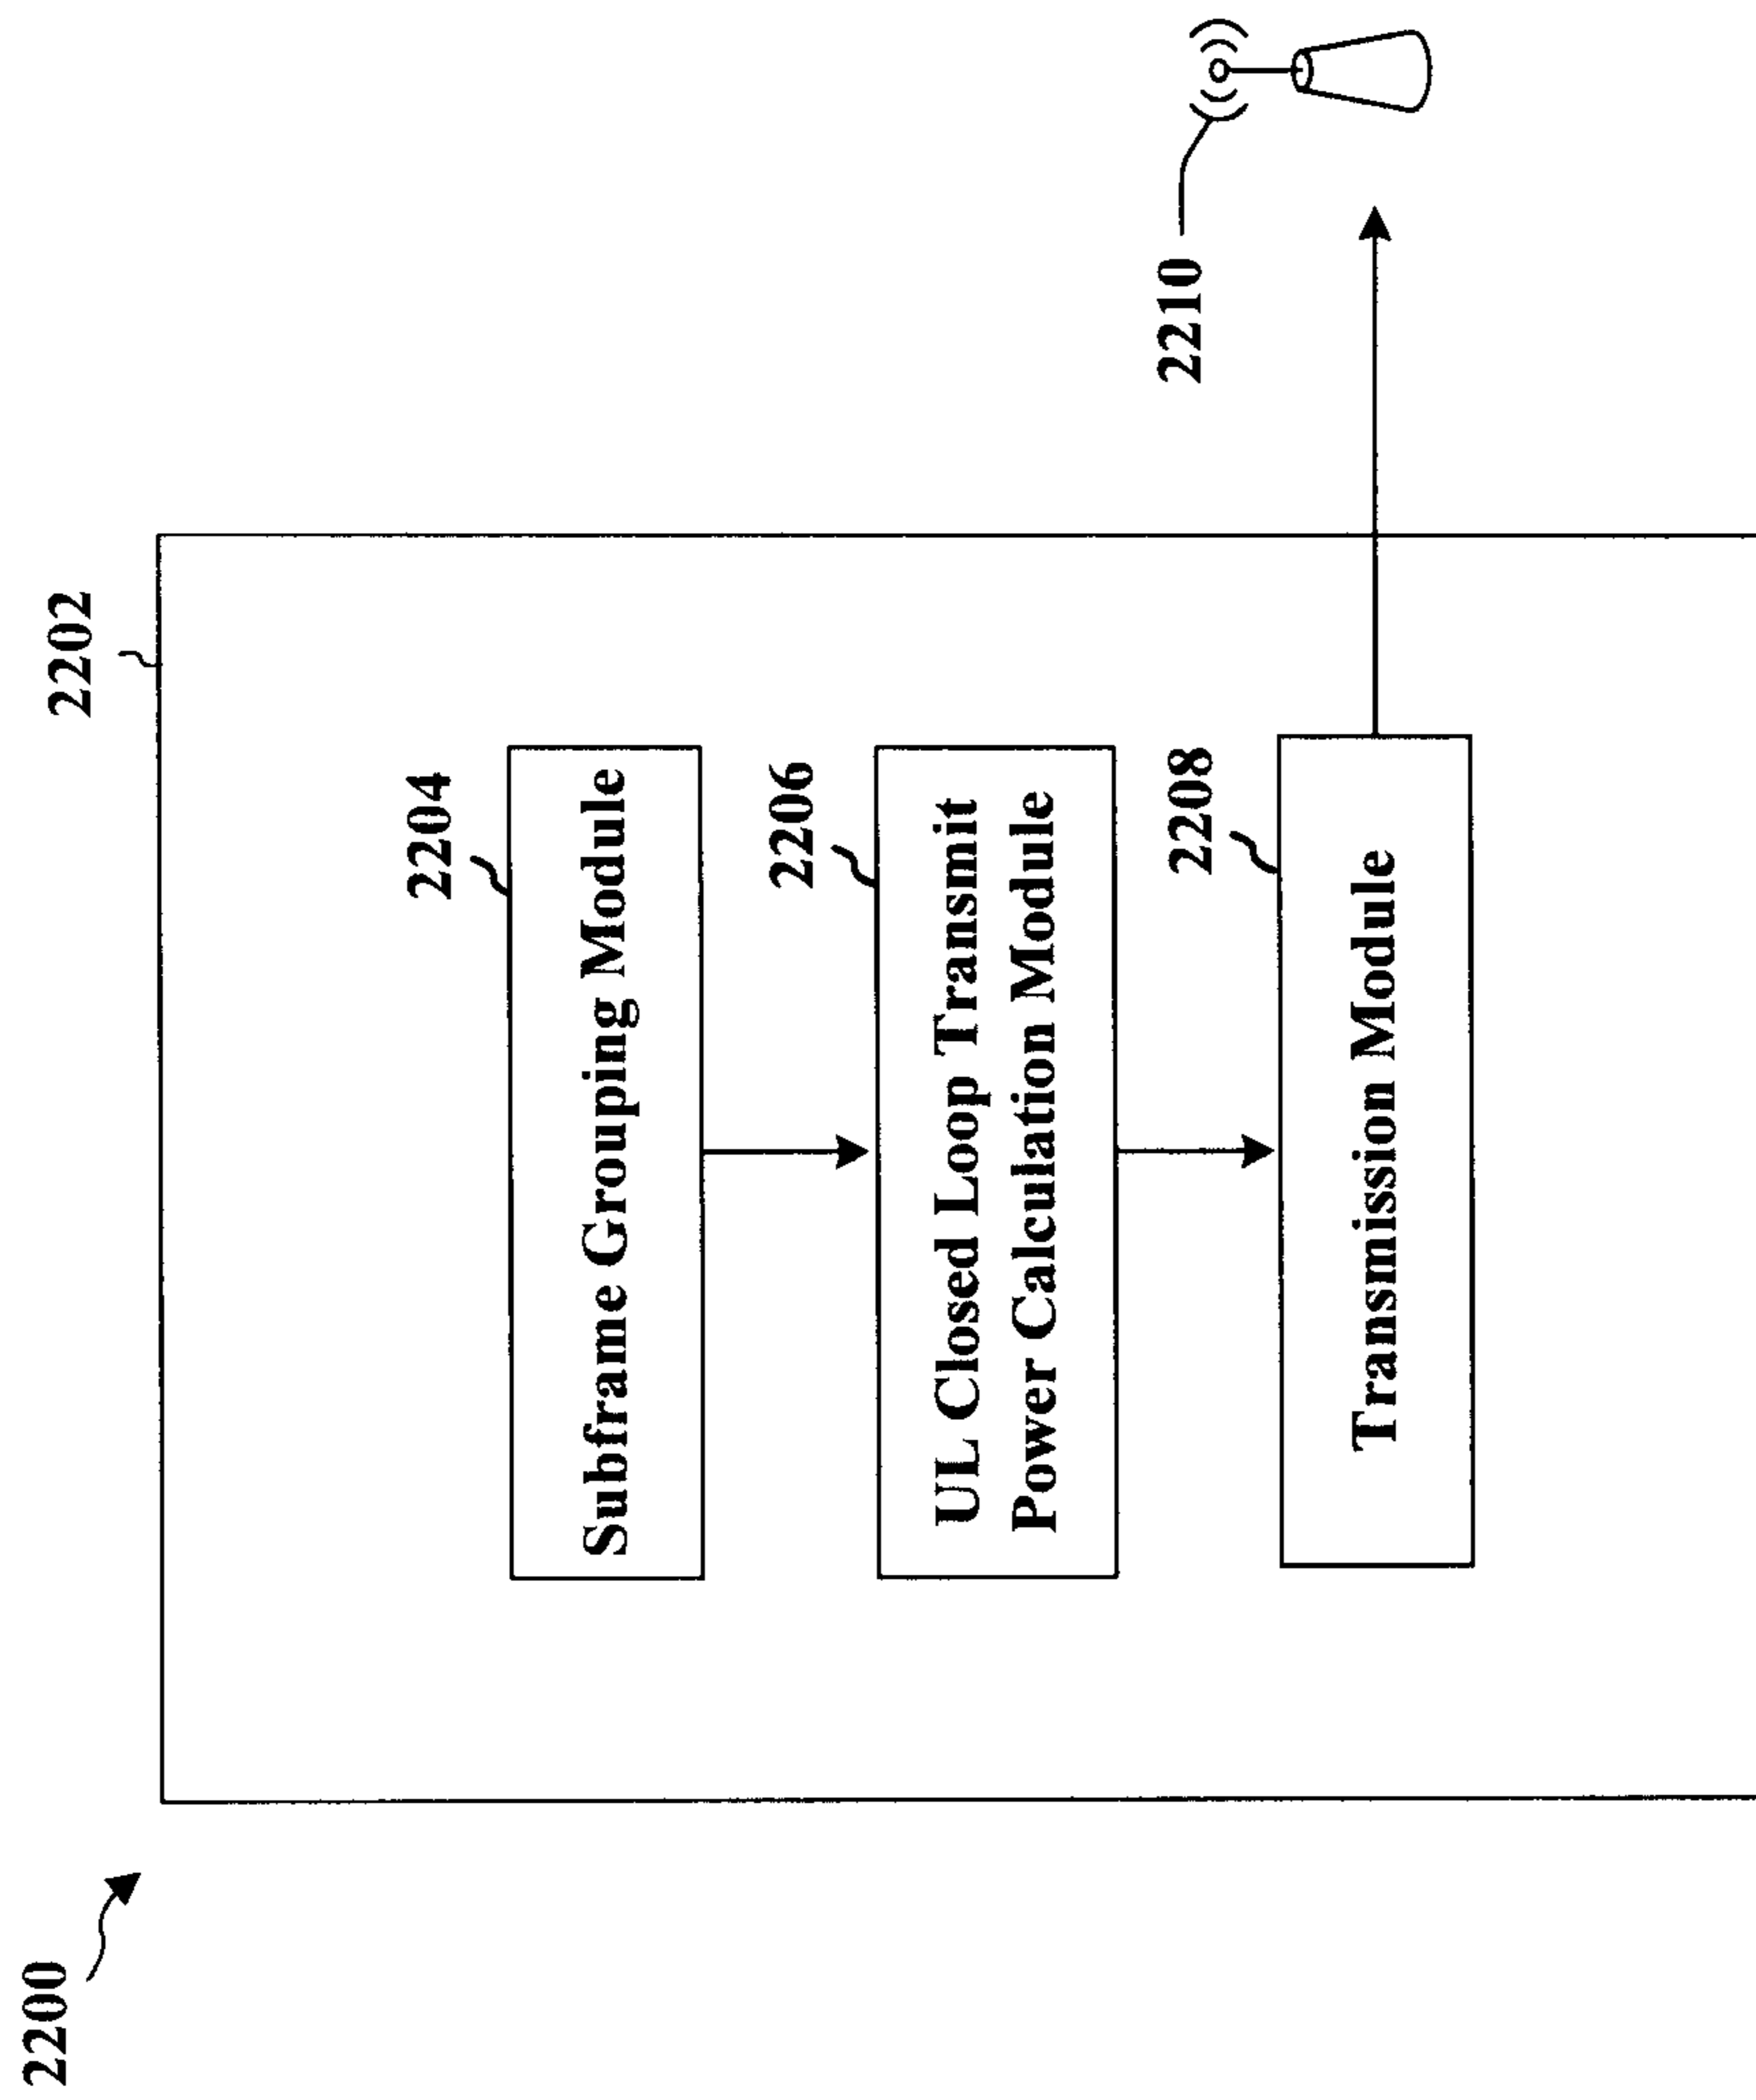 2200
2202
2204
Subframe Grouping Module
2206
UL Closed Loop Transmit
Power Calculation Module
2208
Transmission Module
2210